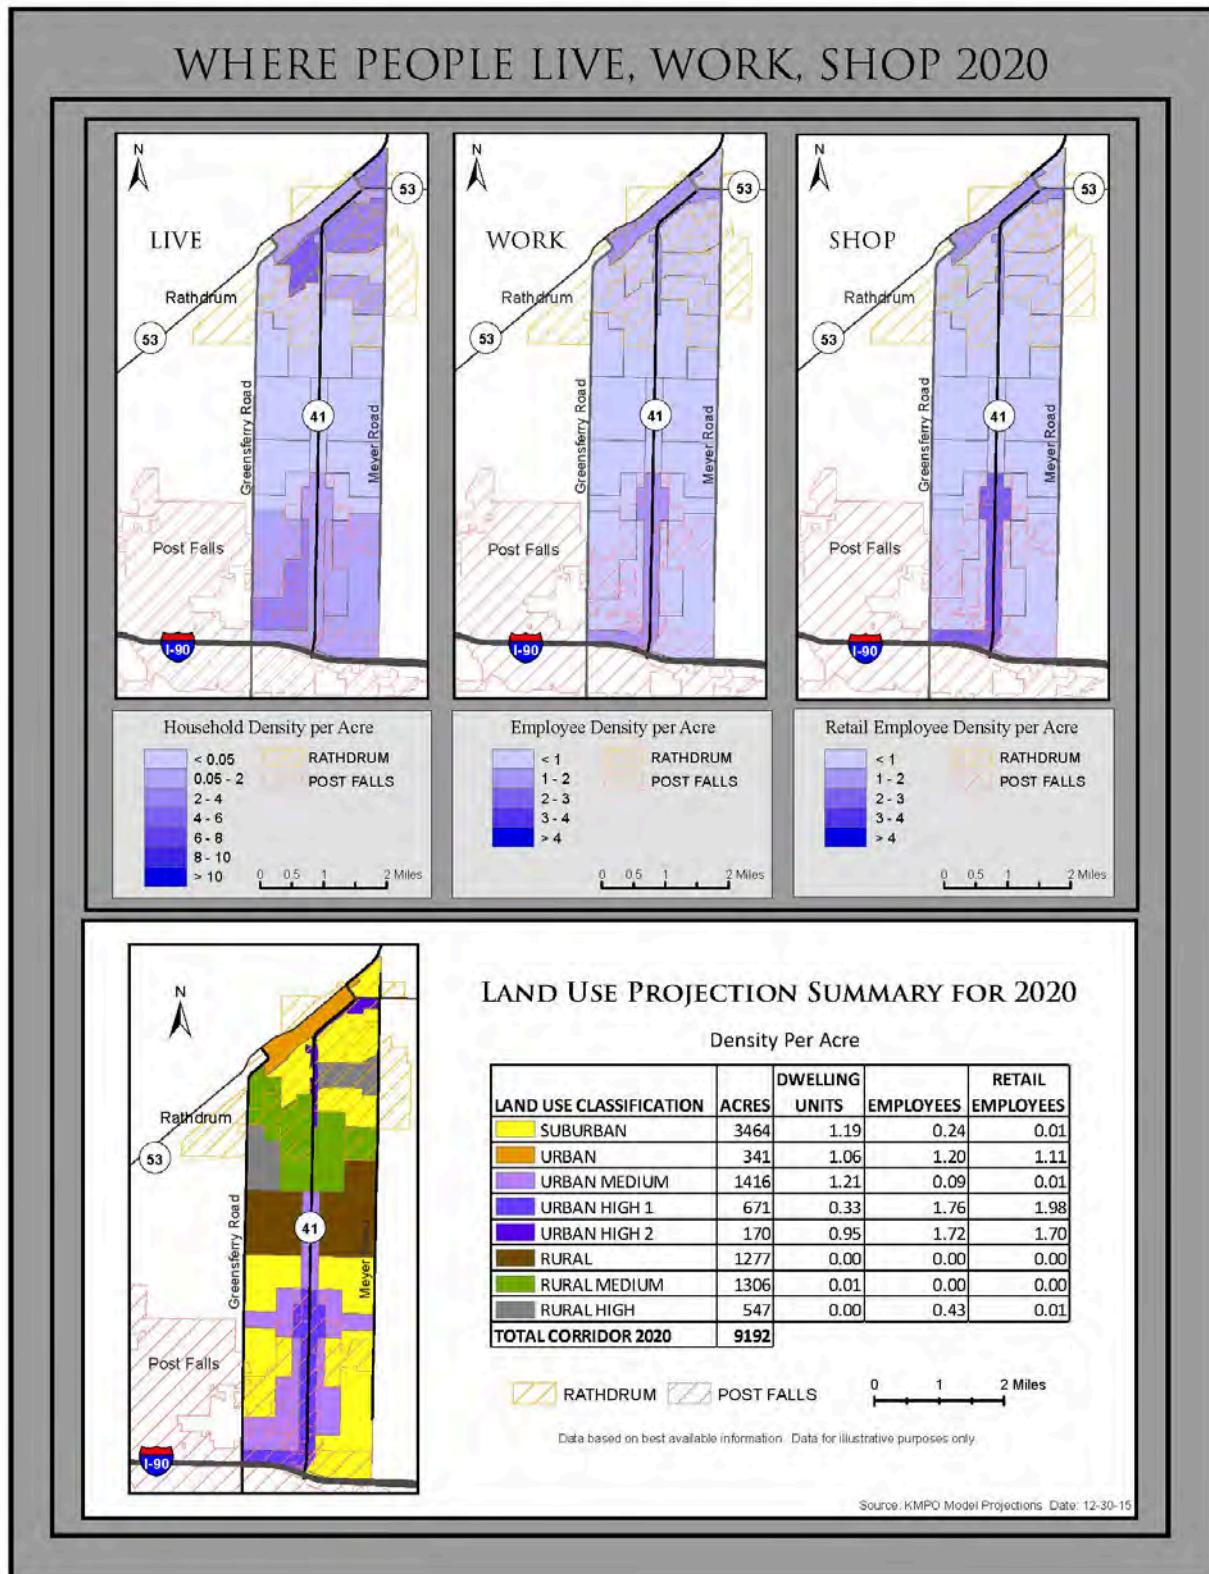 WHERE PEOPLE LIVE, WORK, SHOP 2020
N
53
LIVE
Rathdrum
53
Greensferry Road
41
Meyer Road
Post Falls
I-90
N
53
WORK
Rathdrum
53
Greensferry Road
41
Meyer Road
Post Falls
I-90
N
53
SHOP
Rathdrum
53
Greensferry Road
41
Meyer Road
Post Falls
I-90
Household Density per Acre
< 0.05 RATHDRUM
0.05 - 2 POST FALLS
2 - 4
4 - 6
6 - 8
8 - 10
> 10
0 0.5 1 2 Miles
Employee Density per Acre
< 1 RATHDRUM
1 - 2 POST FALLS
2 - 3
3 - 4
> 4
0 0.5 1 2 Miles
Retail Employee Density per Acre
< 1 RATHDRUM
1 - 2 POST FALLS
2 - 3
3 - 4
> 4
0 0.5 1 2 Miles
N
Rathdrum
53
Greensferry Road
41
Meyer
Post Falls
I-90
LAND USE PROJECTION SUMMARY FOR 2020
Density Per Acre
LAND USE CLASSIFICATION ACRES DWELLING UNITS EMPLOYEES RETAIL EMPLOYEES
SUBURBAN 3464 1.19 0.24 0.01
URBAN 341 1.06 1.20 1.11
URBAN MEDIUM 1416 1.21 0.09 0.01
URBAN HIGH 1 671 0.33 1.76 1.98
URBAN HIGH 2 170 0.95 1.72 1.70
RURAL 1277 0.00 0.00 0.00
RURAL MEDIUM 1306 0.01 0.00 0.00
RURAL HIGH 547 0.00 0.43 0.01
TOTAL CORRIDOR 2020 9192
RATHDRUM POST FALLS
0 1 2 Miles
Data based on best available information. Data for illustrative purposes only.
Source: KMPO Model Projections Date: 12-30-15